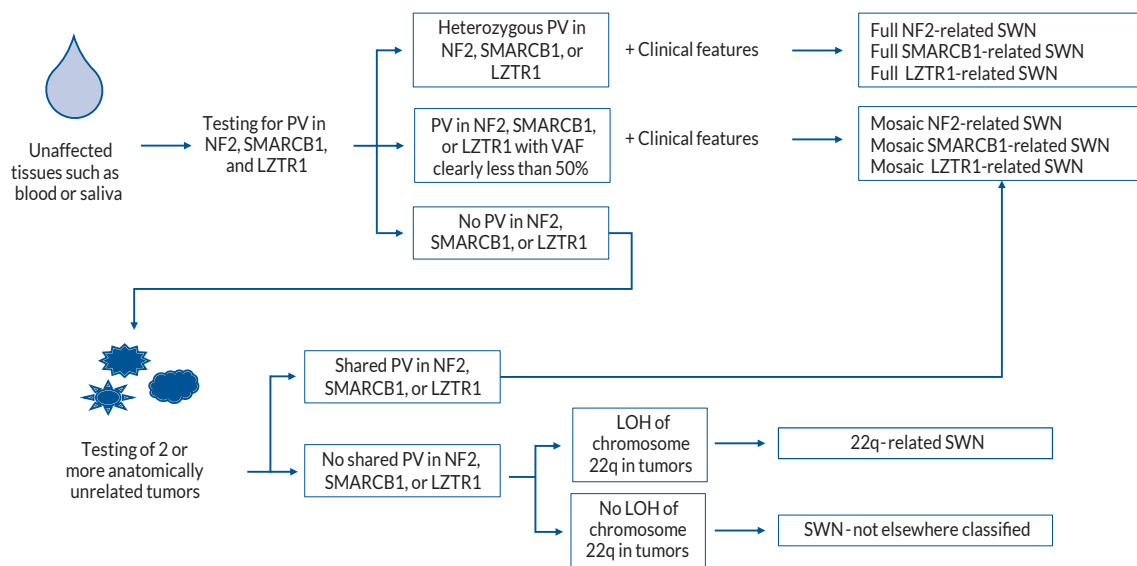 Unaffected
tissues such as
blood or saliva
Testing for PV in
NF2, SMARCB1,
and LZTR1
Heterozygous PV in
NF2, SMARCB1, or
LZTR1
+ Clinical features
Full NF2-related SWN
Full SMARCB1-related SWN
Full LZTR1-related SWN
PV in NF2, SMARCB1,
or LZTR1 with VAF
clearly less than 50%
+ Clinical features
Mosaic NF2-related SWN
Mosaic SMARCB1-related SWN
Mosaic LZTR1-related SWN
No PV in NF2,
SMARCB1, or LZTR1
Testing of 2 or
more anatomically
unrelated tumors
Shared PV in NF2,
SMARCB1, or LZTR1
No shared PV in NF2,
SMARCB1, or LZTR1
LOH of
chromosome
22q in tumors
22q-related SWN
No LOH of
chromosome
22q in tumors
SWN - not elsewhere classified